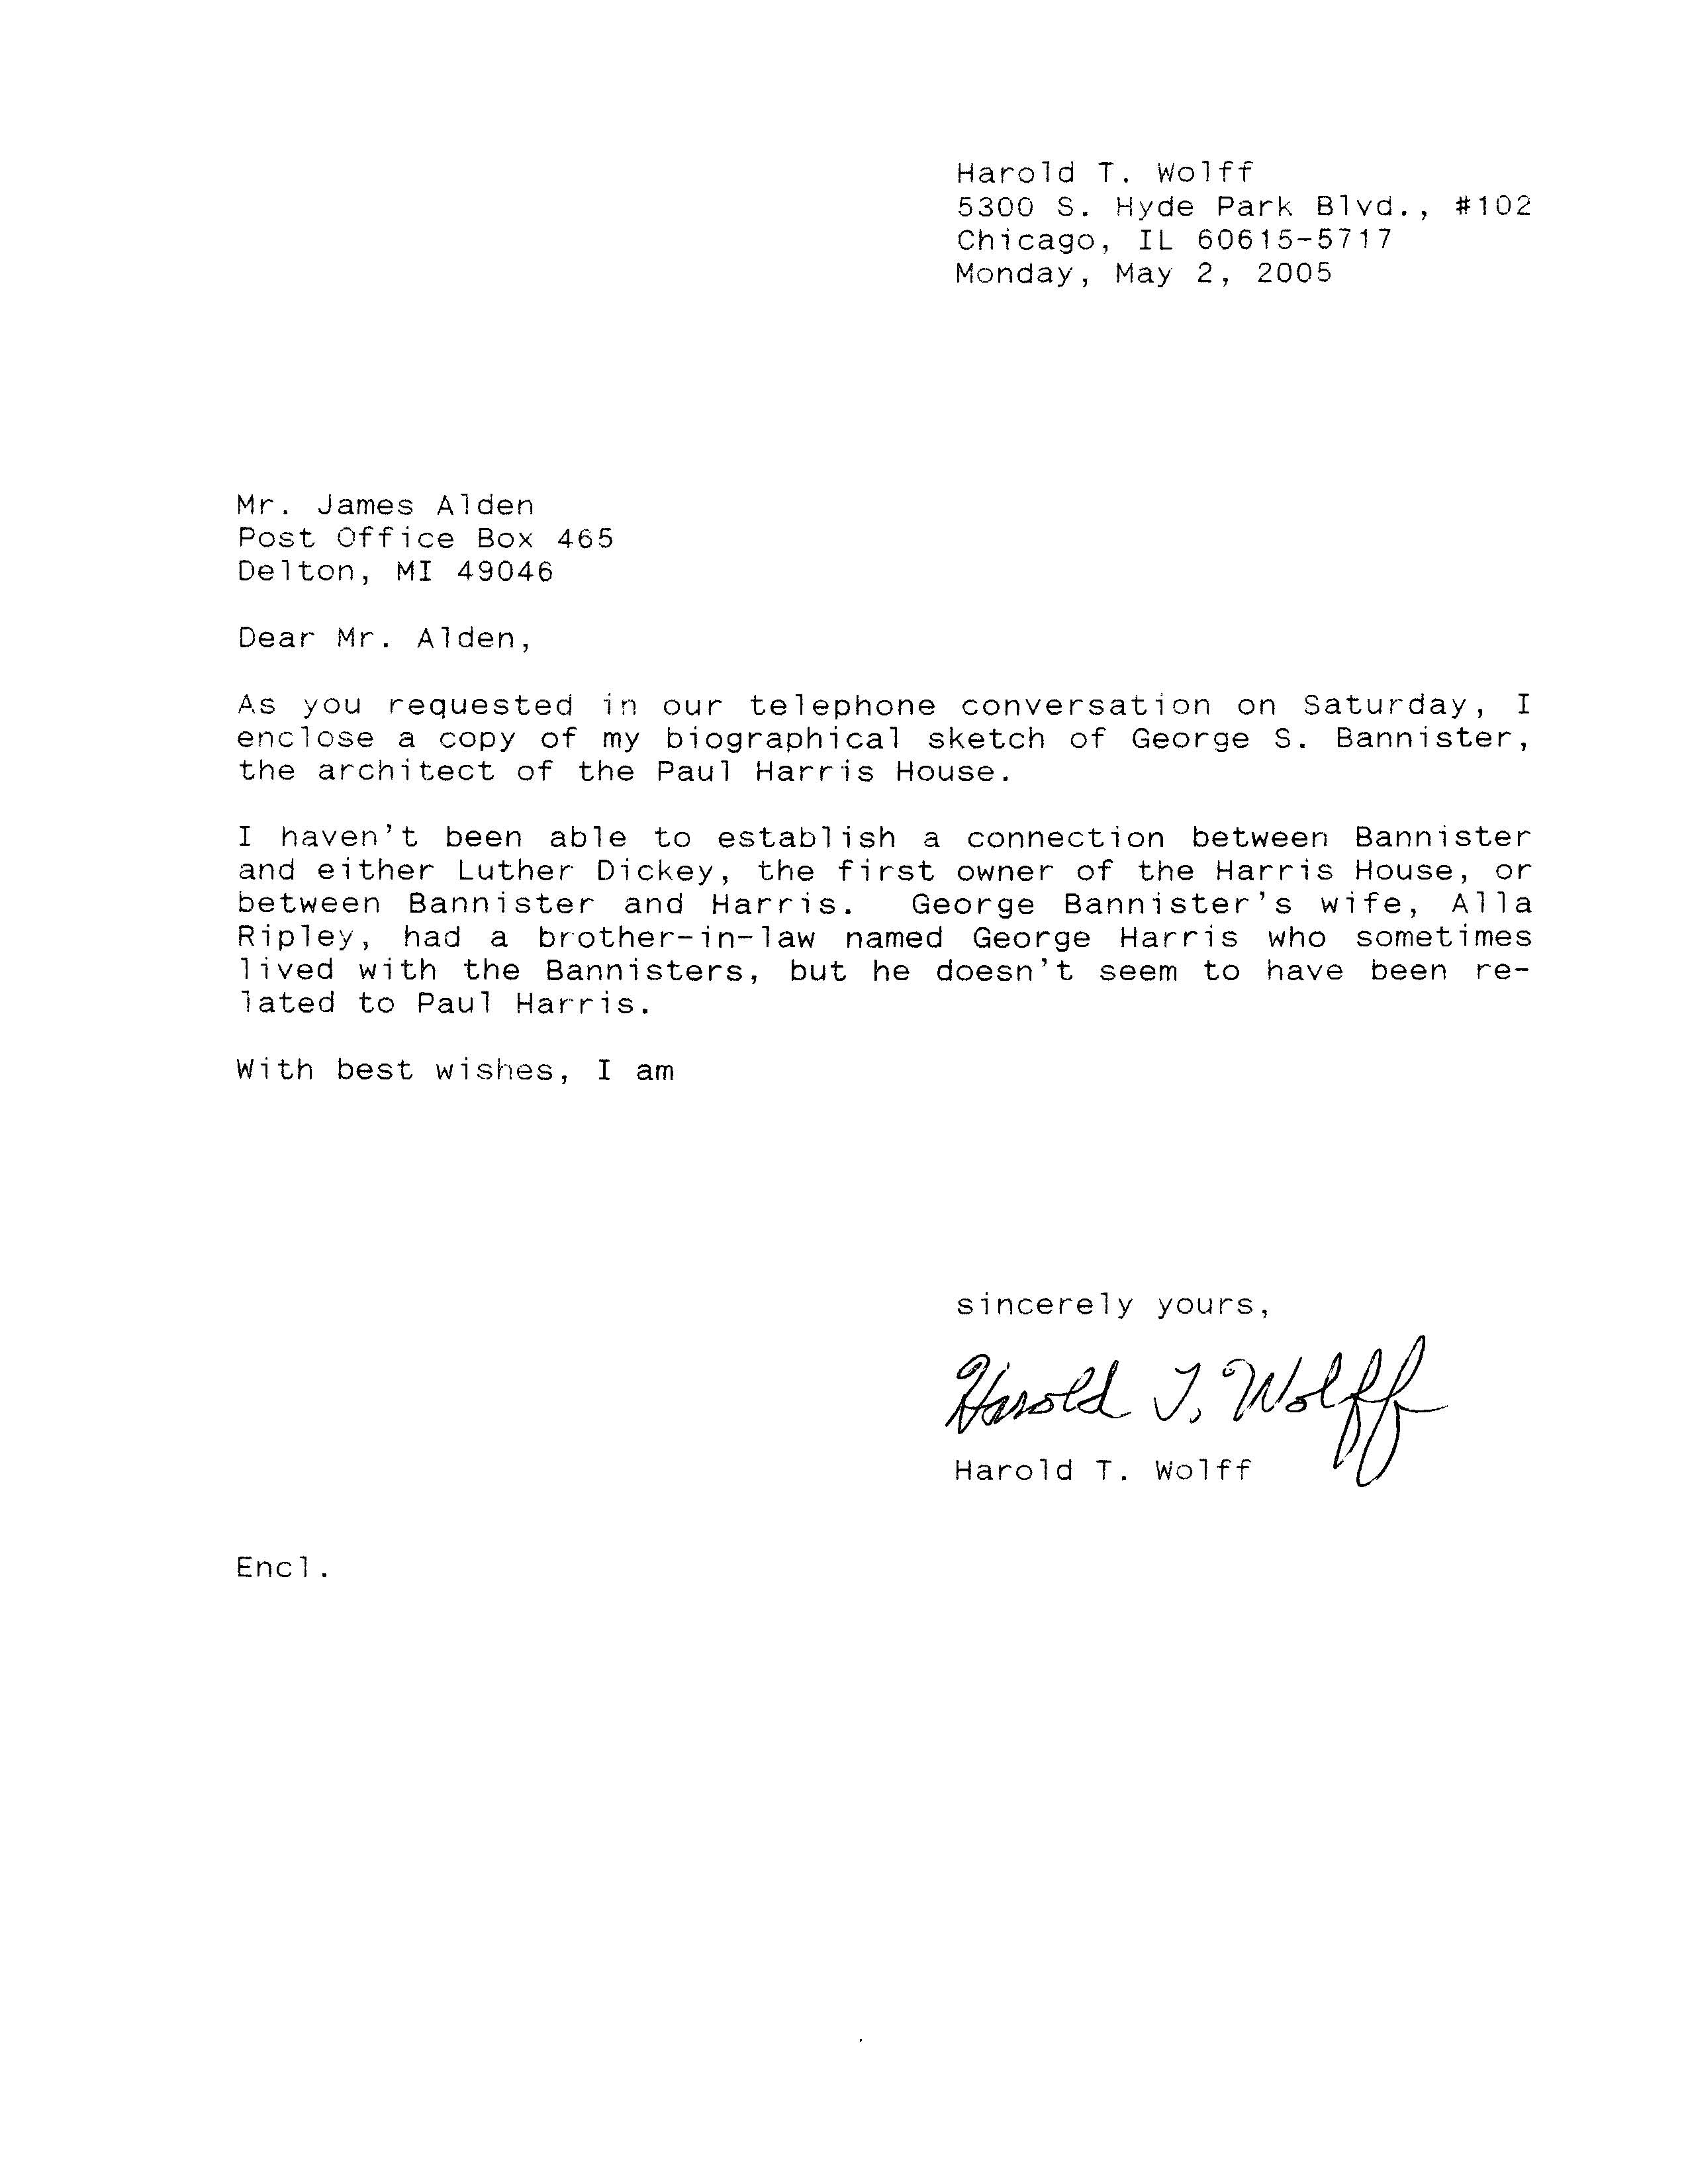 Harold T. Wolff
5300 S. Hyde Park Blvd., #102
Chicago, IL 60615-5717
Monday, May 2, 2005
Mr. James Alden
Post Office Box 465
Delton, MI 49046
Dear Mr. Alden,
As you requested in our telephone conversation on Saturday, I
enclose a copy of my biographical sketch of George S. Bannister,
the architect of the Paul Harris House.
I haven't been able to establish a connection between Bannister
and either Luther Dickey, the first owner of the Harris House, or
between Bannister and Harris. George Bannister's wife, Alla
Ripley, had a brother-in-law named George Harris who sometimes
lived with the Bannisters, but he doesn't seem to have been re-
lated to Paul Harris.
With best wishes, I am
sincerely yours,
Harold T. Wolff
Harold T. Wolff
Encl.